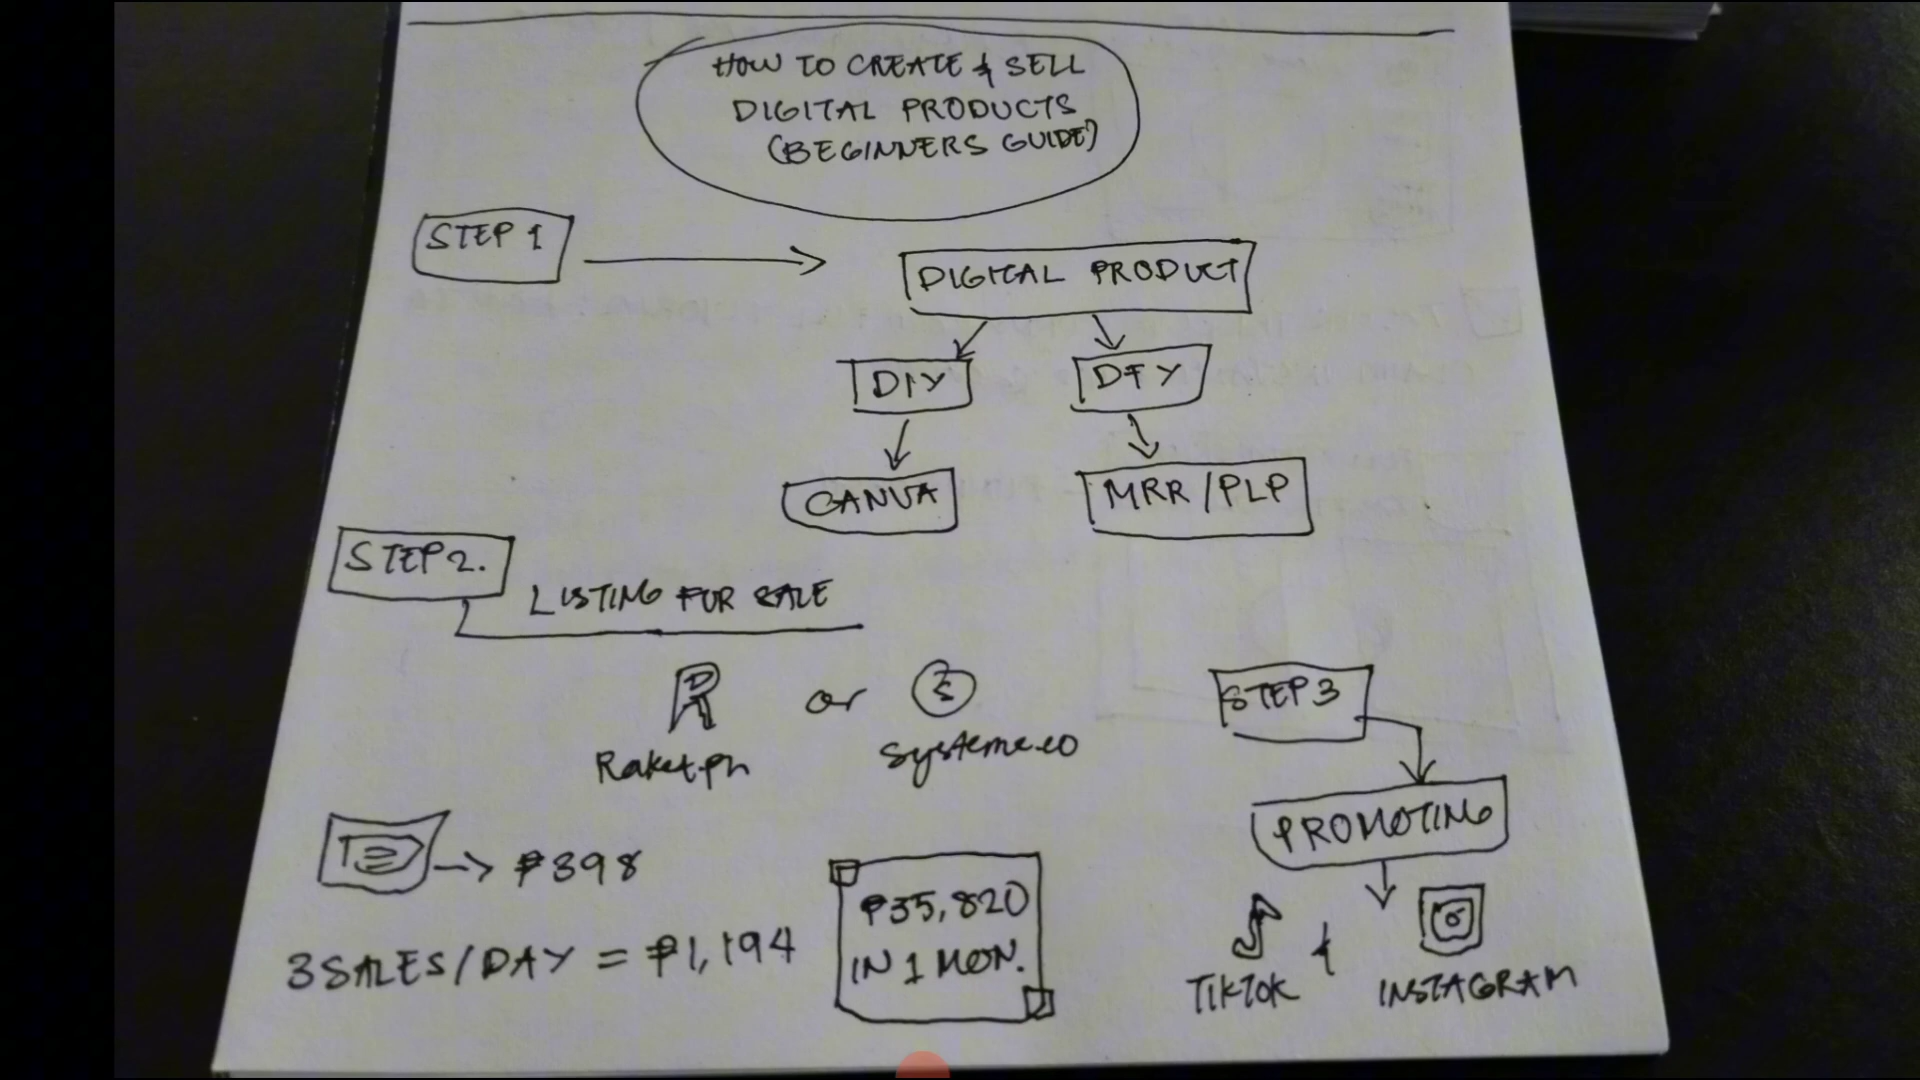 HOW TO CREATE & SELL
DIGITAL PRODUCTS
(BEGINNERS GUIDE)
STEP 1
DIGITAL PRODUCT
DIY
DFY
CANVA
MRR/PLP
STEP 2.
LISTING FOR SALE
R or S
Raket.ph
systeme.io
STEP 3
PROMOTING
TIKTOK & INSTAGRAM
₱398
3 SALES/DAY = ₱1,194
₱35,820
IN 1 MON.